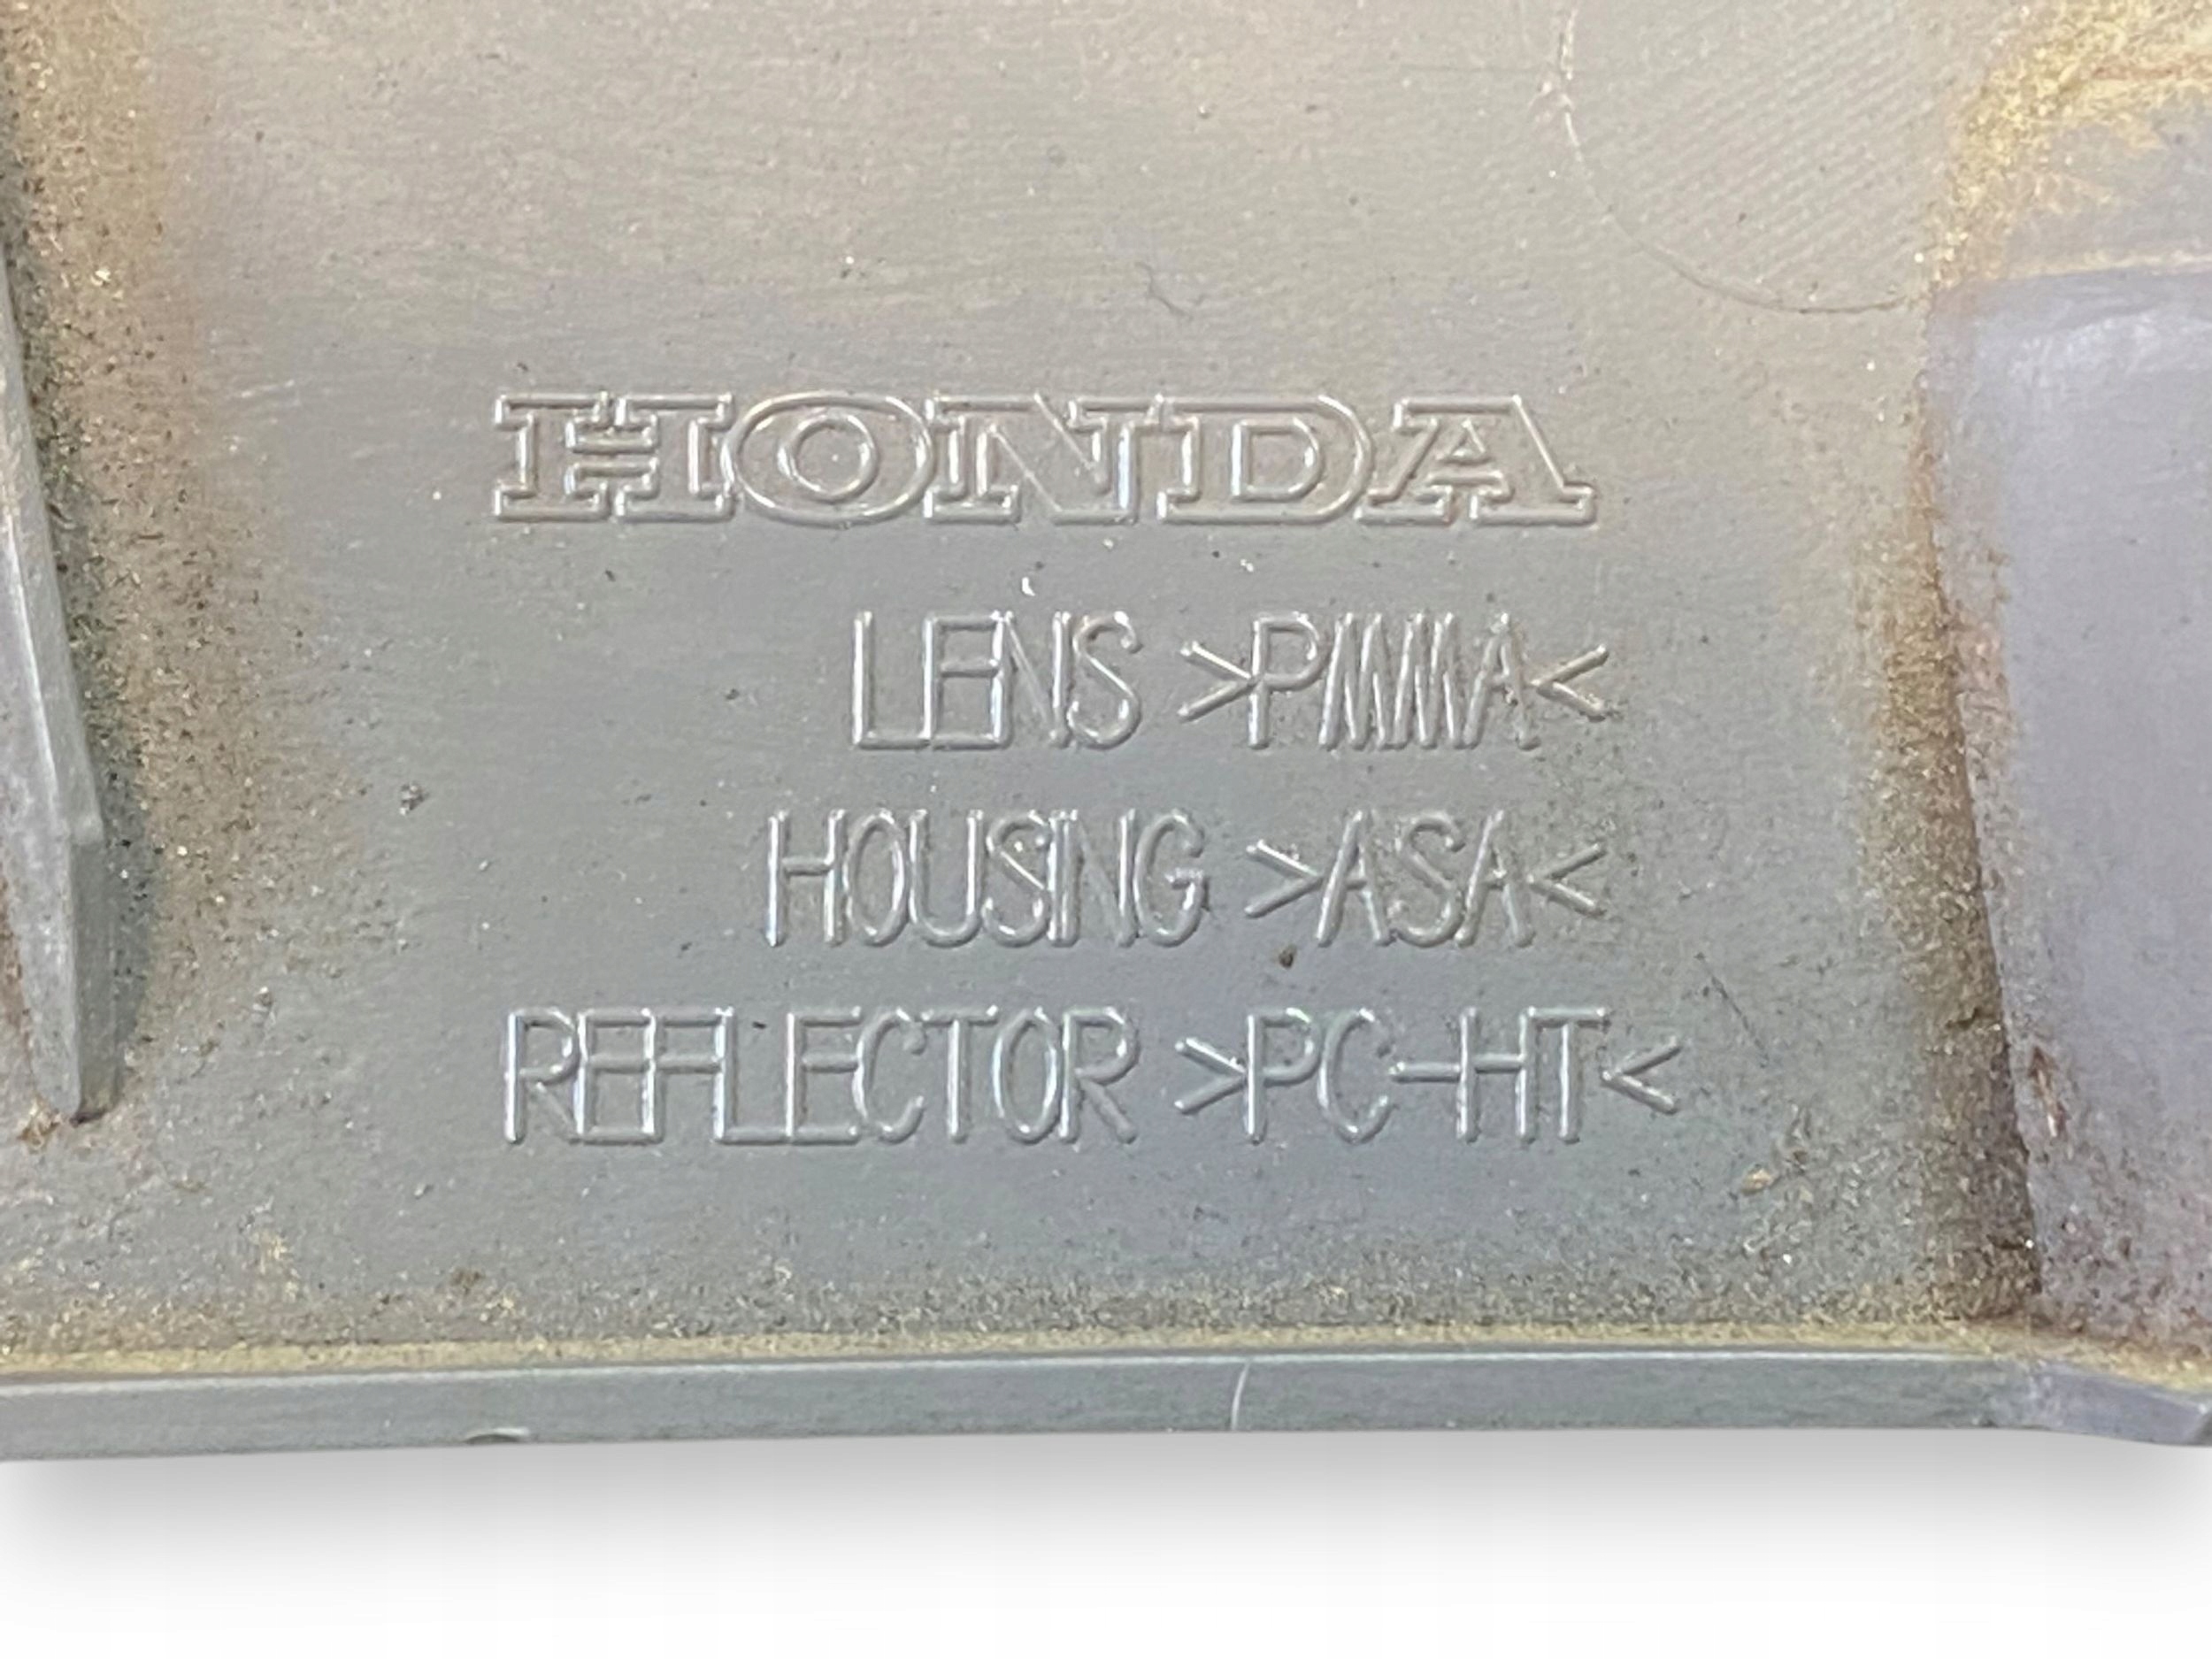 HONDA
LENS >PMMA<
HOUSING >ASA<
REFLECTOR >PC-HT<